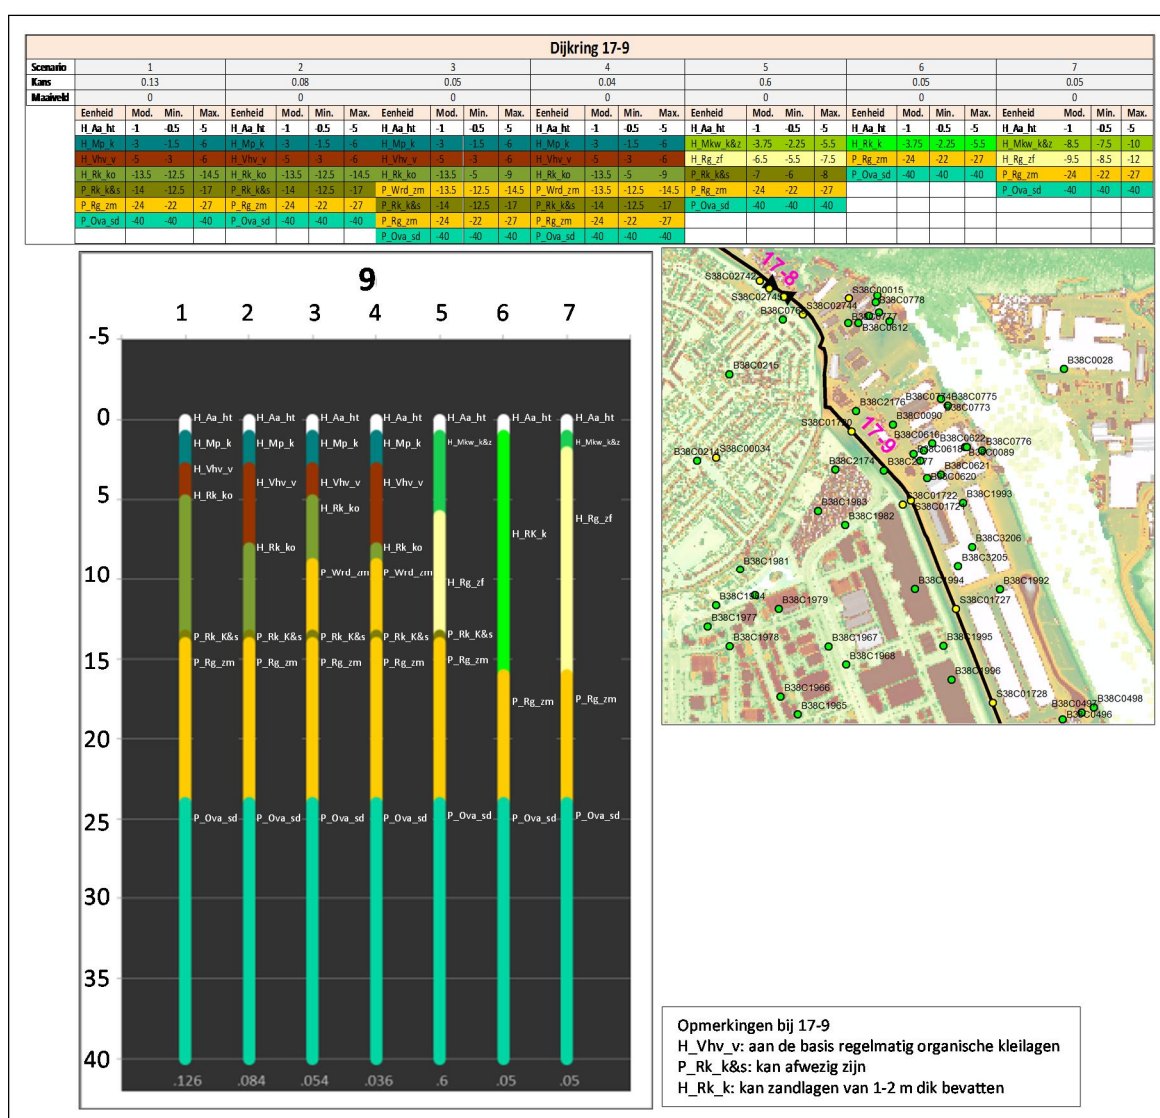 Dijkring 17-9
Scenario 1 2 3 4 5 6 7
Kans 0.13 0.08 0.05 0.04 0.6 0.05 0.05
Maaiveld 0 0 0 0 0 0 0
Eenheid Mod. Min. Max. Eenheid Mod. Min. Max. Eenheid Mod. Min. Max. Eenheid Mod. Min. Max. Eenheid Mod. Min. Max. Eenheid Mod. Min. Max. Eenheid Mod. Min. Max.
H_Aa_ht -1 -0.5 -5 H_Aa_ht -1 -0.5 -5 H_Aa_ht -1 -0.5 -5 H_Aa_ht -1 -0.5 -5 H_Aa_ht -1 -0.5 -5 H_Aa_ht -1 -0.5 -5 H_Aa_ht -1 -0.5 -5
H_Mp_k -3 -1.5 -6 H_Mp_k -3 -1.5 -6 H_Mp_k -3 -1.5 -6 H_Mp_k -3 -1.5 -6 H_Mkw_k&z -3.75 -2.25 -5.5 H_Rk_k -3.75 -2.25 -5.5 H_Mkw_k&z -8.5 -7.5 -10
H_Vhv_v -5 -3 -6 H_Vhv_v -5 -3 -6 H_Vhv_v -5 -3 -6 H_Vhv_v -5 -3 -6 H_Rg_zf -6.5 -5.5 -7.5 P_Rg_zm -24 -22 -27 H_Rg_zf -9.5 -8.5 -12
H_Rk_ko -13.5 -12.5 -14.5 H_Rk_ko -13.5 -12.5 -14.5 H_Rk_ko -13.5 -5 -9 H_Rk_ko -13.5 -5 -9 P_Rk_k&s -7 -6 -8 P_Ova_sd -40 -40 -40 P_Rg_zm -24 -22 -27
P_Rk_k&s -14 -12.5 -17 P_Rk_k&s -14 -12.5 -17 P_Wrd_zm -13.5 -12.5 -14.5 P_Wrd_zm -13.5 -12.5 -14.5 P_Rg_zm -24 -22 -27 P_Ova_sd -40 -40 -40
P_Rg_zm -24 -22 -27 P_Rg_zm -24 -22 -27 P_Rk_k&s -14 -12.5 -17 P_Rk_k&s -14 -12.5 -17 P_Ova_sd -40 -40 -40
P_Ova_sd -40 -40 -40 P_Ova_sd -40 -40 -40 P_Rg_zm -24 -22 -27 P_Rg_zm -24 -22 -27
P_Ova_sd -40 -40 -40 P_Ova_sd -40 -40 -40
9
1 2 3 4 5 6 7
-5
0
5
10
15
20
25
30
35
40
H_Aa_ht H_Aa_ht H_Aa_ht H_Aa_ht H_Aa_ht H_Aa_ht H_Aa_ht
H_Mp_k H_Mp_k H_Mp_k H_Mp_k H_Mkw_k&z H_Mkw_k&z
H_Vhv_v H_Vhv_v H_Vhv_v H_Vhv_v
H_Rk_ko H_Rk_ko H_Rg_zf
H_RK_k
H_Rk_ko H_Rk_ko
P_Wrd_zm P_Wrd_zm H_Rg_zf
P_Rk_K&s P_Rk_K&s P_Rk_K&s P_Rk_K&s P_Rk_K&s
P_Rg_zm P_Rg_zm P_Rg_zm P_Rg_zm P_Rg_zm
P_Rg_zm P_Rg_zm
P_Ova_sd P_Ova_sd P_Ova_sd P_Ova_sd P_Ova_sd P_Ova_sd P_Ova_sd
.126 .084 .054 .036 .6 .05 .05
17-8
S38C02742
S38C02743
S38C02744
S38C00015
B38C0778
B38C0777
B38C0612
B38C0215
B38C0028
B38C2176
B38C0774
B38C0775
B38C0773
B38C0090
S38C01720
17-9
B38C0616
B38C0622
B38C0776
B38C0618
B38C0089
S38C00034
B38C0214
B38C2174
B38C2177
B38C0621
B38C0620
S38C01722
S38C01721
B38C1993
B38C1983
B38C1982
B38C3206
B38C3205
B38C1981
B38C1994
B38C1992
B38C1979
S38C01727
B38C1977
B38C1978
B38C1967
B38C1995
B38C1968
B38C1996
B38C1966
B38C1965
S38C01728
B38C0497
B38C0498
B38C0496
Opmerkingen bij 17-9
H_Vhv_v: aan de basis regelmatig organische kleilagen
P_Rk_k&s: kan afwezig zijn
H_Rk_k: kan zandlagen van 1-2 m dik bevatten